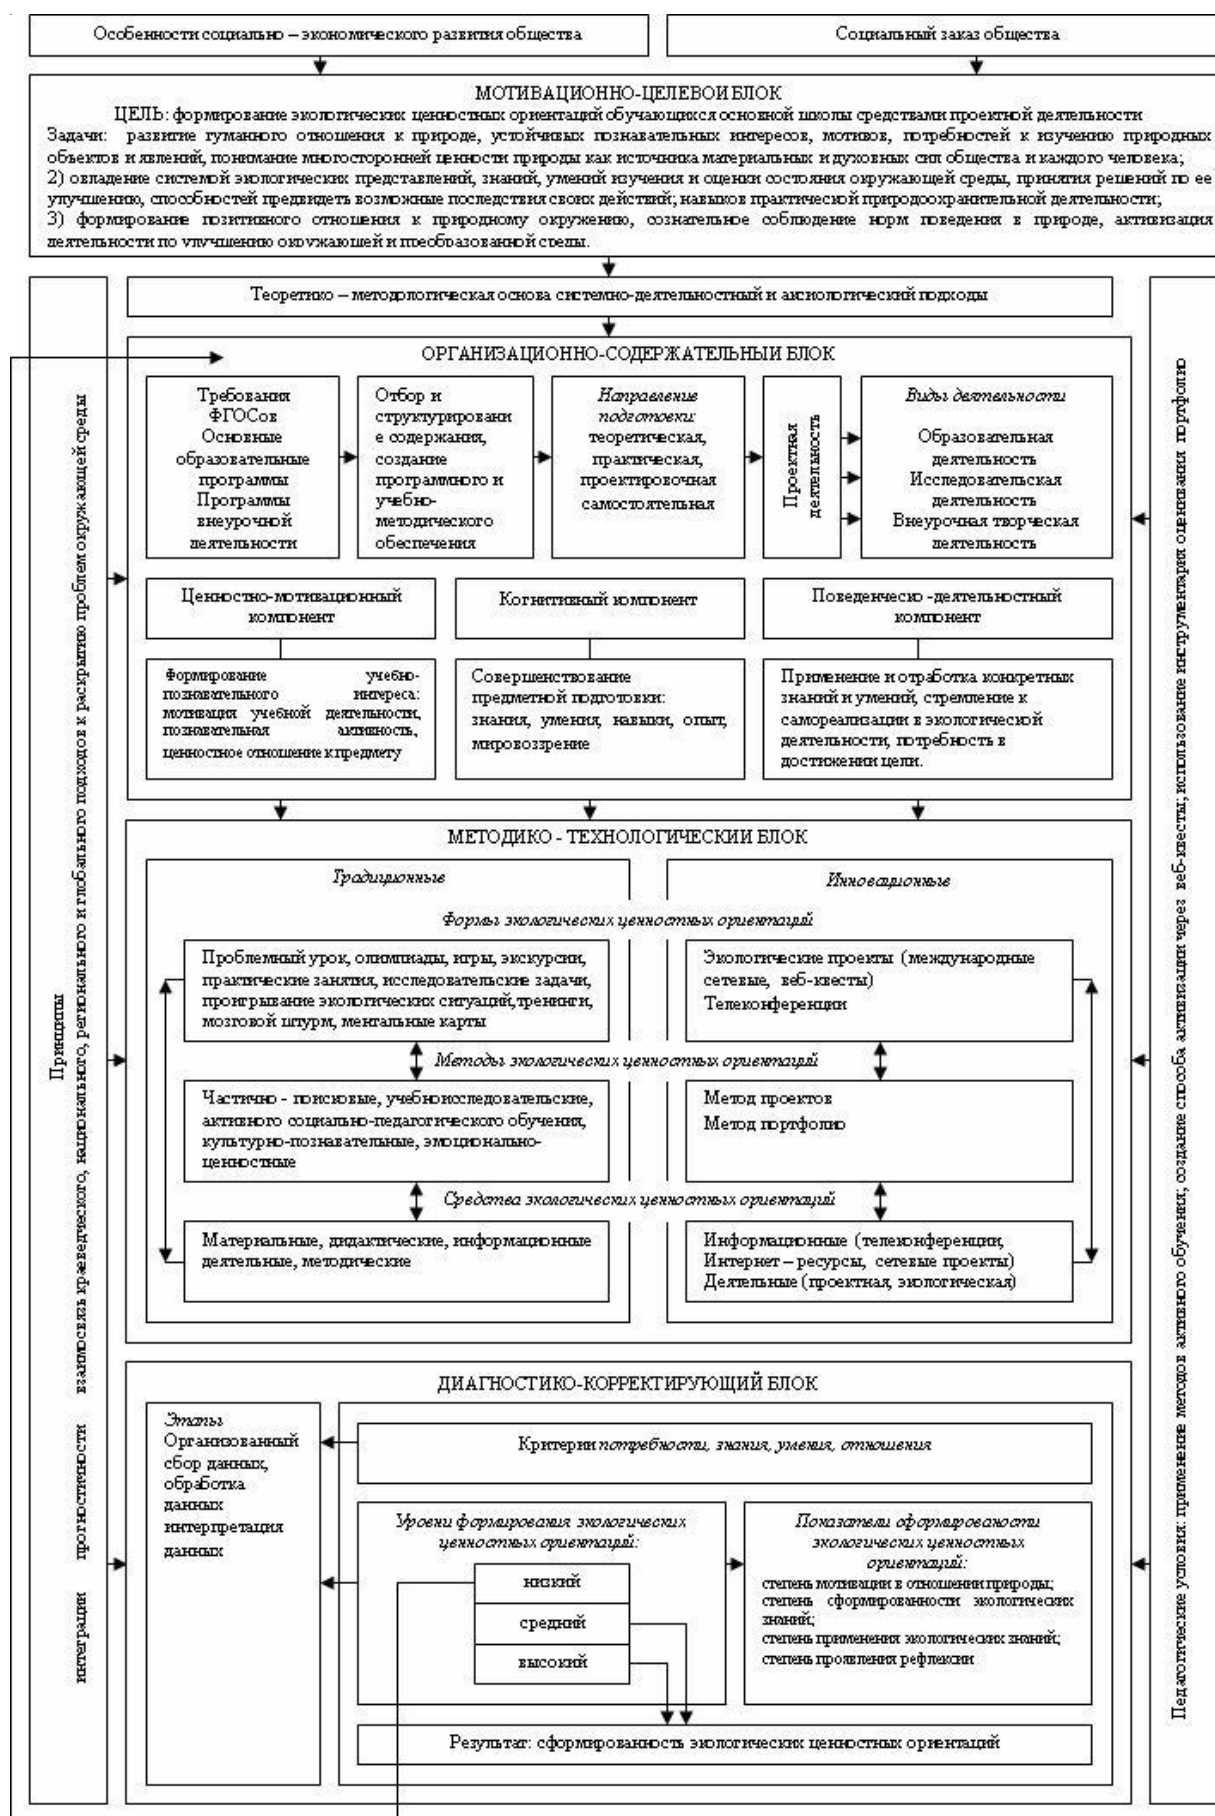 Особенности социально – экономического развития общества
Социальный заказ общества
МОТИВАЦИОННО-ЦЕЛЕВОЙ БЛОК
ЦЕЛЬ: формирование экологических ценностных ориентаций обучающихся основной школы средствами проектной деятельности
Задачи: развитие гуманного отношения к природе, устойчивых познавательных интересов, мотивов, потребностей к изучению природных
объектов и явлений, понимание многосторонней ценности природы как источника материальных и духовных сил общества и каждого человека;
2) овладение системой экологических представлений, знаний, умений изучения и оценки состояния окружающей среды, принятия решений по ее
улучшению, способностей предвидеть возможные последствия своих действий; навыков практической природоохранительной деятельности;
3) формирование позитивного отношения к природному окружению, сознательное соблюдение норм поведения в природе, активизация
деятельности по улучшению окружающей и преобразованной среды.
Теоретико – методологическая основа системно-деятельностный и аксиологический подходы
ОРГАНИЗАЦИОННО-СОДЕРЖАТЕЛЬНЫЙ БЛОК
Требования
ФГОСов
Основные
образовательные
программы
Программы
внеурочной
деятельности
Отбор и
структурировани
е содержания,
создание
программного и
учебно-
методического
обеспечения
Направление
подготовки:
теоретическая,
практическая,
проектировочная
самостоятельная
Проектная
деятельность
Виды деятельности
Образовательная
деятельность
Исследовательская
деятельность
Внеурочная творческая
деятельность
Ценностно-мотивационный
компонент
Когнитивный компонент
Поведенческо -деятельностный
компонент
Формирование учебно-
познавательного интереса:
мотивация учебной деятельности,
познавательная активность,
ценностное отношение к предмету
Совершенствование
предметной подготовки:
знания, умения, навыки, опыт,
мировоззрение
Применение и отработка конкретных
знаний и умений, стремление к
самореализации в экологической
деятельности, потребность в
достижении цели.
МЕТОДИКО - ТЕХНОЛОГИЧЕСКИЙ БЛОК
Традиционные
Инновационные
Формы экологических ценностных ориентаций
Проблемный урок, олимпиады, игры, экскурсии,
практические занятия, исследовательские задачи,
проигрывание экологических ситуаций, тренинги,
мозговой штурм, ментальные карты
Экологические проекты (международные
сетевые, веб-квесты)
Телеконференции
Методы экологических ценностных ориентаций
Частично - поисковые, учебноисследовательские,
активного социально-педагогического обучения,
культурно-познавательные, эмоционально-
ценностные
Метод проектов
Метод портфолио
Средства экологических ценностных ориентаций
Материальные, дидактические, информационные
деятельные, методические
Информационные (телеконференции,
Интернет – ресурсы, сетевые проекты)
Деятельные (проектная, экологическая)
ДИАГНОСТИКО-КОРРЕКТИРУЮЩИЙ БЛОК
Этапы
Организованный
сбор данных,
обработка
данных
интерпретация
данных
Критерии потребности, знания, умения, отношения
Уровни формирования экологических
ценностных ориентаций:
низкий
средний
высокий
Показатели сформированости
экологических ценностных
ориентаций:
степень мотивации в отношении природы;
степень сформированности экологических
знаний;
степень применения экологических знаний;
степень проявления рефлексии
Результат: сформированность экологических ценностных ориентаций
Принципы
интеграции прогностичности взаимосвязь краеведческого, национального, регионального и глобального подходов к раскрытию проблем окружающей среды
Педагогические условия: применение методов активного обучения; создание способа активизации через веб-квесты; использование инструментария оценивания портфолио